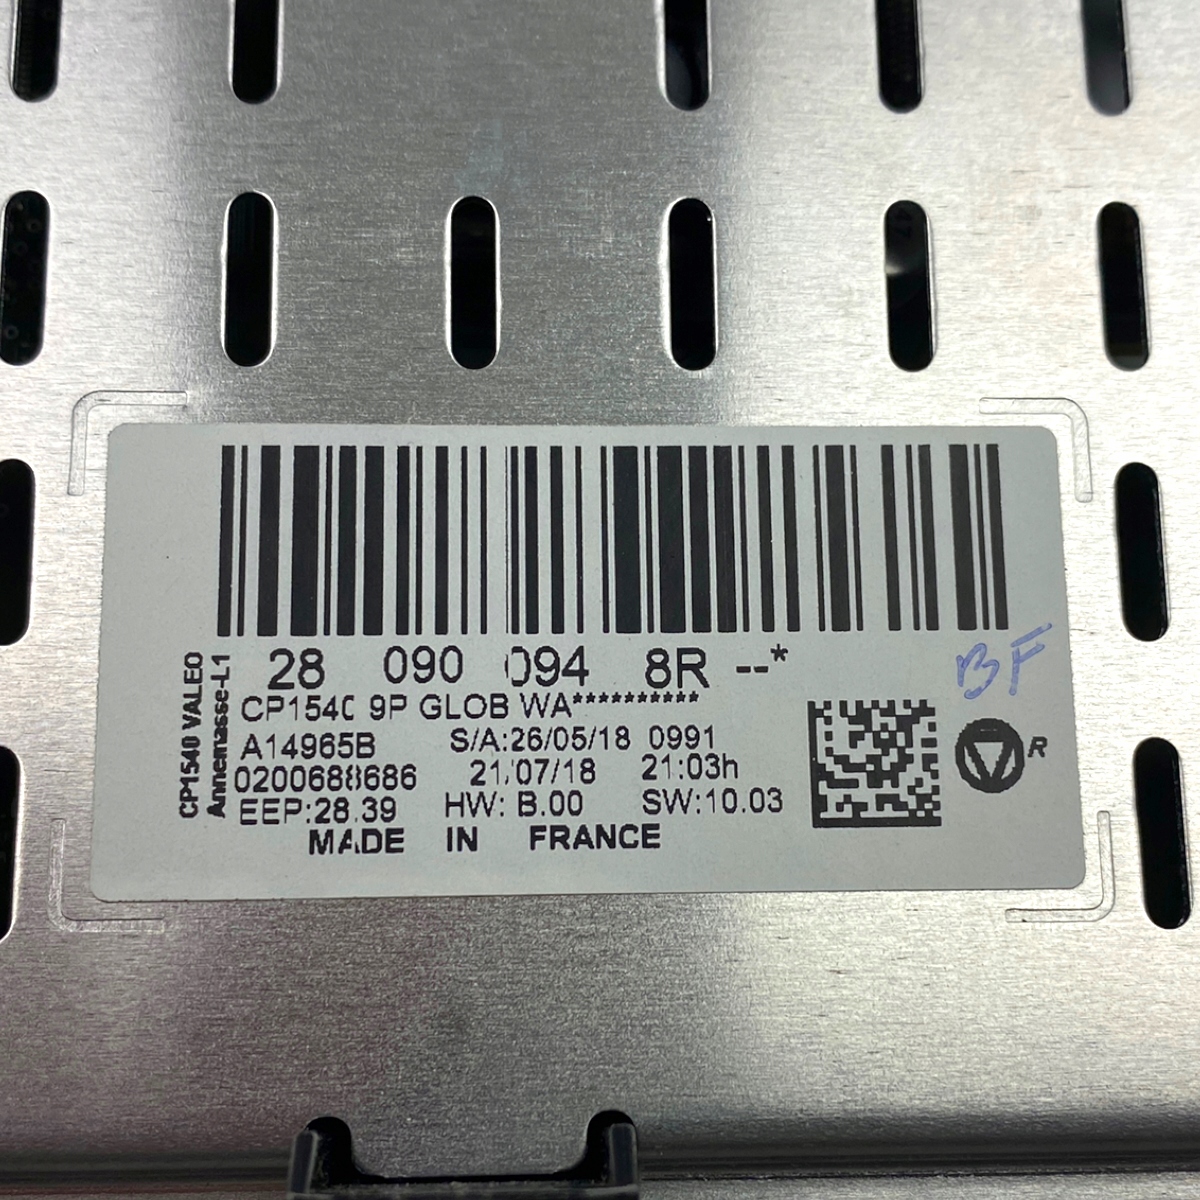 28 090 094 8R --*
CP1540 9P GLOB WA**********
A14965B S/A:26/05/18 0991
0200688686 21/07/18 21:03h
EEP:28.39 HW: B.00 SW:10.03
MADE IN FRANCE
CP1540 VALEO
Annemasse-L1
BF
R